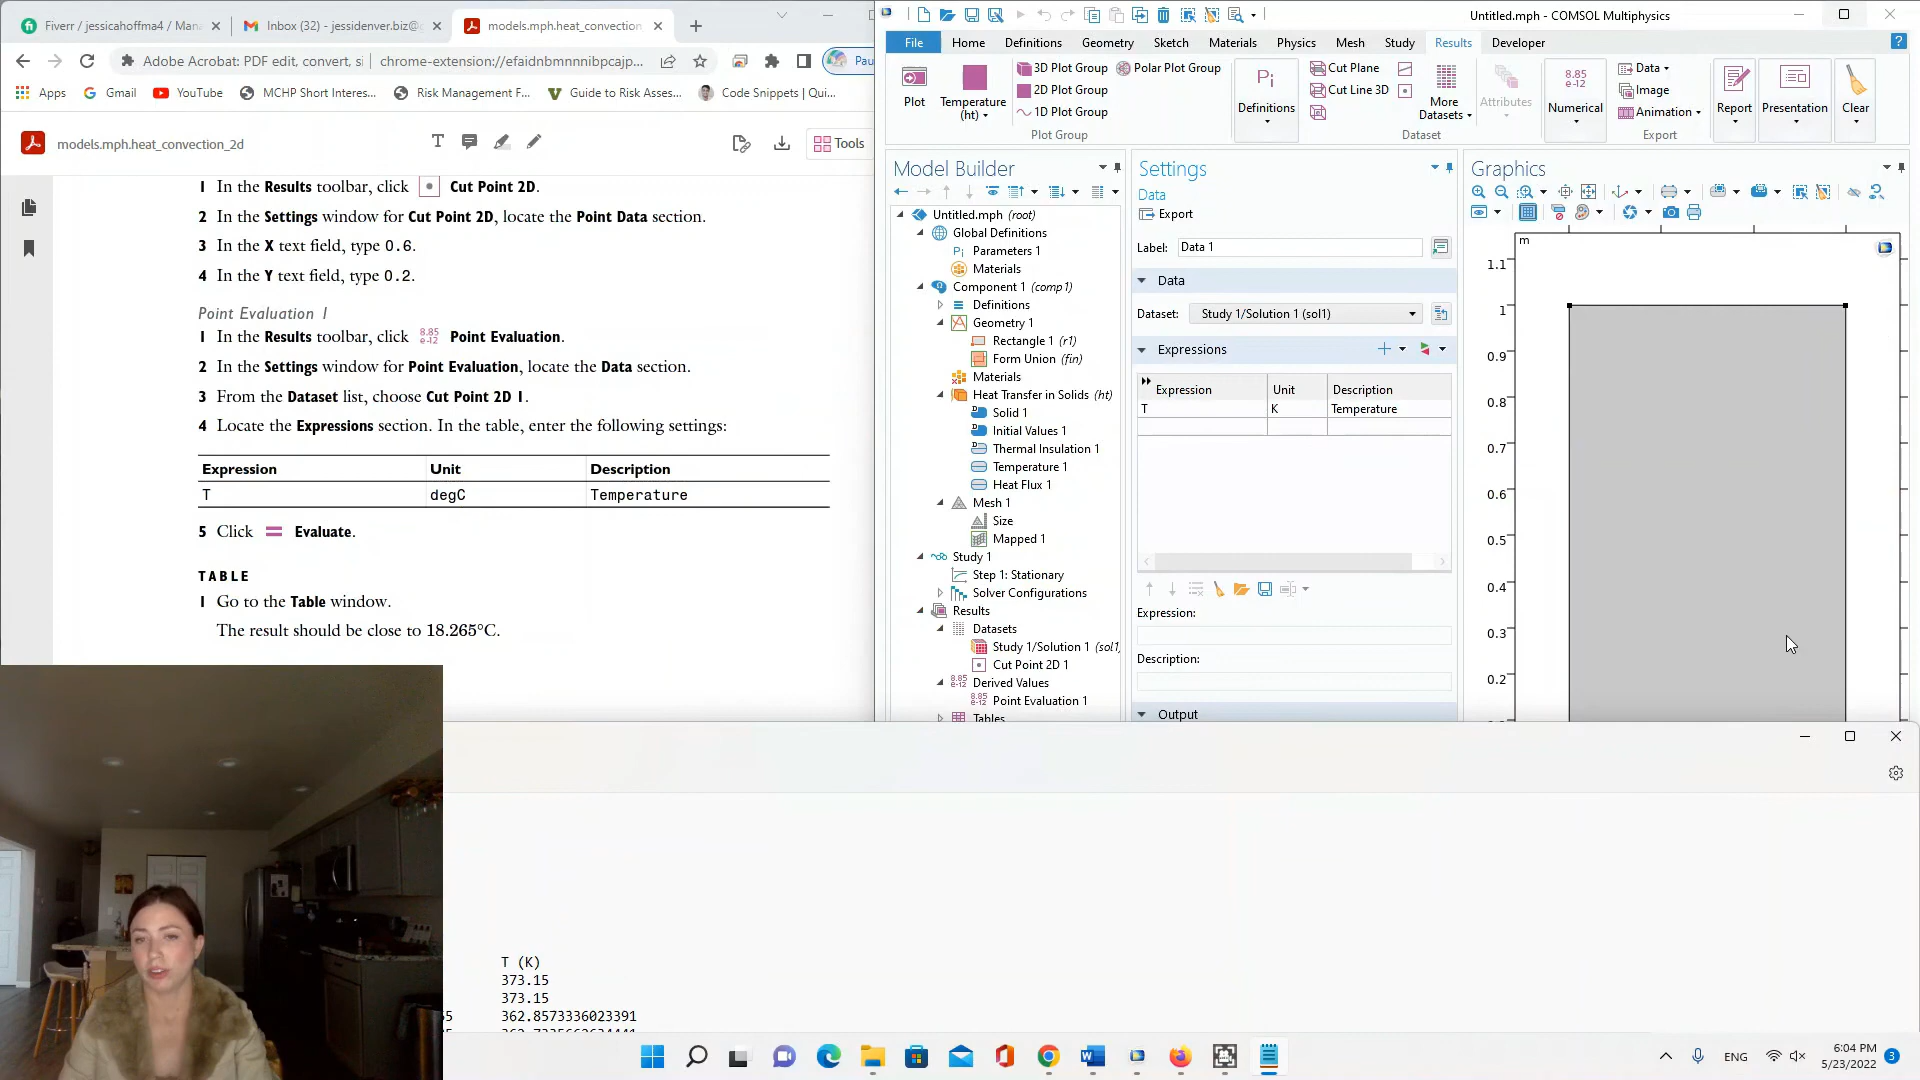 Fiverr / jessicahoffma4 / Mana
Inbox (32) - jessidenver.biz@g
models.mph.heat_convection
Adobe Acrobat: PDF edit, convert, si
chrome-extension://efaidnbmnnnibpcajp...
Pau
Apps
Gmail
YouTube
MCHP Short Interes...
Risk Management F...
Guide to Risk Asses...
Code Snippets | Qui...
models.mph.heat_convection_2d
Tools
1 In the Results toolbar, click Cut Point 2D.
2 In the Settings window for Cut Point 2D, locate the Point Data section.
3 In the X text field, type 0.6.
4 In the Y text field, type 0.2.
Point Evaluation 1
1 In the Results toolbar, click 8.85 e-12 Point Evaluation.
2 In the Settings window for Point Evaluation, locate the Data section.
3 From the Dataset list, choose Cut Point 2D 1.
4 Locate the Expressions section. In the table, enter the following settings:
Expression Unit Description
T degC Temperature
5 Click = Evaluate.
TABLE
1 Go to the Table window.
The result should be close to 18.265°C.
Untitled.mph - COMSOL Multiphysics
File Home Definitions Geometry Sketch Materials Physics Mesh Study Results Developer
Plot
Temperature (ht)
3D Plot Group
2D Plot Group
1D Plot Group
Polar Plot Group
Plot Group
Pi
Definitions
Cut Plane
Cut Line 3D
More Datasets
Attributes
Dataset
8.85 e-12
Numerical
Data
Image
Animation
Export
Report
Presentation
Clear
Model Builder
Untitled.mph (root)
Global Definitions
Pi Parameters 1
Materials
Component 1 (comp1)
Definitions
Geometry 1
Rectangle 1 (r1)
Form Union (fin)
Materials
Heat Transfer in Solids (ht)
Solid 1
Initial Values 1
Thermal Insulation 1
Temperature 1
Heat Flux 1
Mesh 1
Size
Mapped 1
Study 1
Step 1: Stationary
Solver Configurations
Results
Datasets
Study 1/Solution 1 (sol1
Cut Point 2D 1
8.85 e-12 Derived Values
8.85 e-12 Point Evaluation 1
Tables
Settings
Data
Export
Label: Data 1
Data
Dataset: Study 1/Solution 1 (sol1)
Expressions
Expression Unit Description
T K Temperature
Expression:
Description:
Output
Graphics
m
1.1
1
0.9
0.8
0.7
0.6
0.5
0.4
0.3
0.2
T (K)
373.15
373.15
362.8573336023391
ENG
6:04 PM
5/23/2022
3